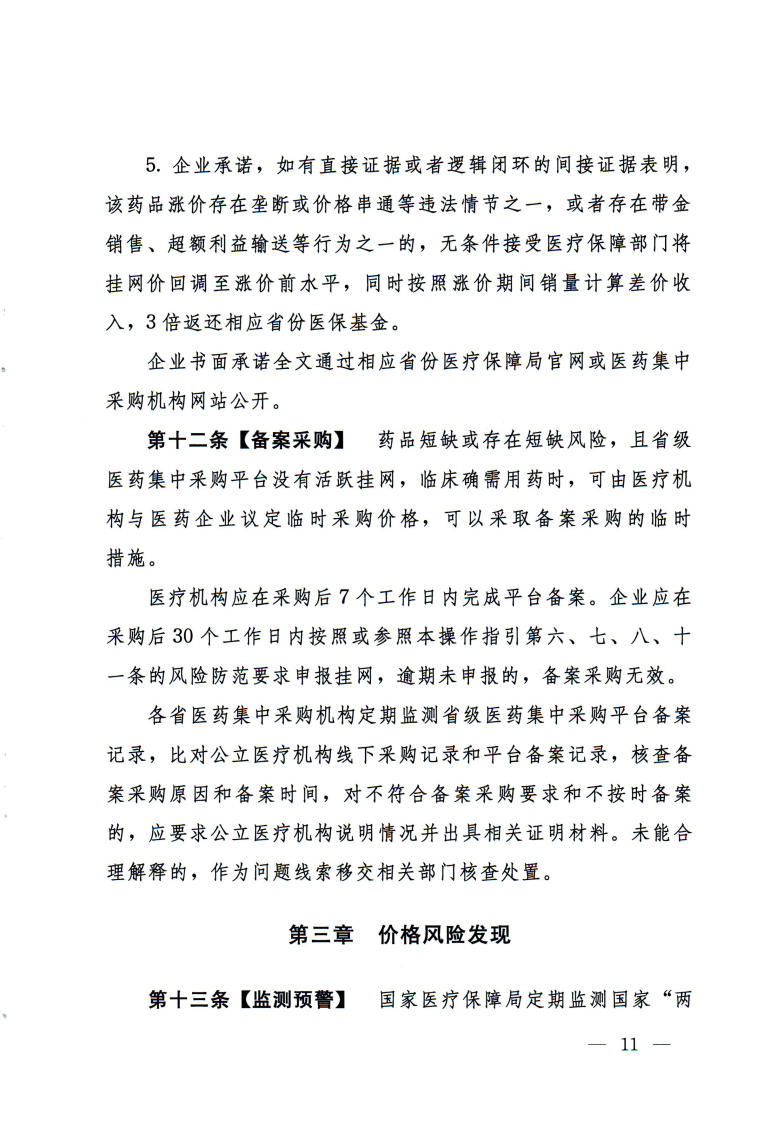 5. 企业承诺，如有直接证据或者逻辑闭环的间接证据表明，
该药品涨价存在垄断或价格串通等违法情节之一，或者存在带金
销售、超额利益输送等行为之一的，无条件接受医疗保障部门将
挂网价回调至涨价前水平，同时按照涨价期间销量计算差价收
入，3 倍返还相应省份医保基金。
企业书面承诺全文通过相应省份医疗保障局官网或医药集中
采购机构网站公开。
第十二条【备案采购】 药品短缺或存在短缺风险，且省级
医药集中采购平台没有活跃挂网，临床确需用药时，可由医疗机
构与医药企业议定临时采购价格，可以采取备案采购的临时
措施。
医疗机构应在采购后 7 个工作日内完成平台备案。企业应在
采购后 30 个工作日内按照或参照本操作指引第六、七、八、十
一条的风险防范要求申报挂网，逾期未申报的，备案采购无效。
各省医药集中采购机构定期监测省级医药集中采购平台备案
记录，比对公立医疗机构线下采购记录和平台备案记录，核查备
案采购原因和备案时间，对不符合备案采购要求和不按时备案
的，应要求公立医疗机构说明情况并出具相关证明材料。未能合
理解释的，作为问题线索移交相关部门核查处置。
第三章 价格风险发现
第十三条【监测预警】 国家医疗保障局定期监测国家“两
— 11 —